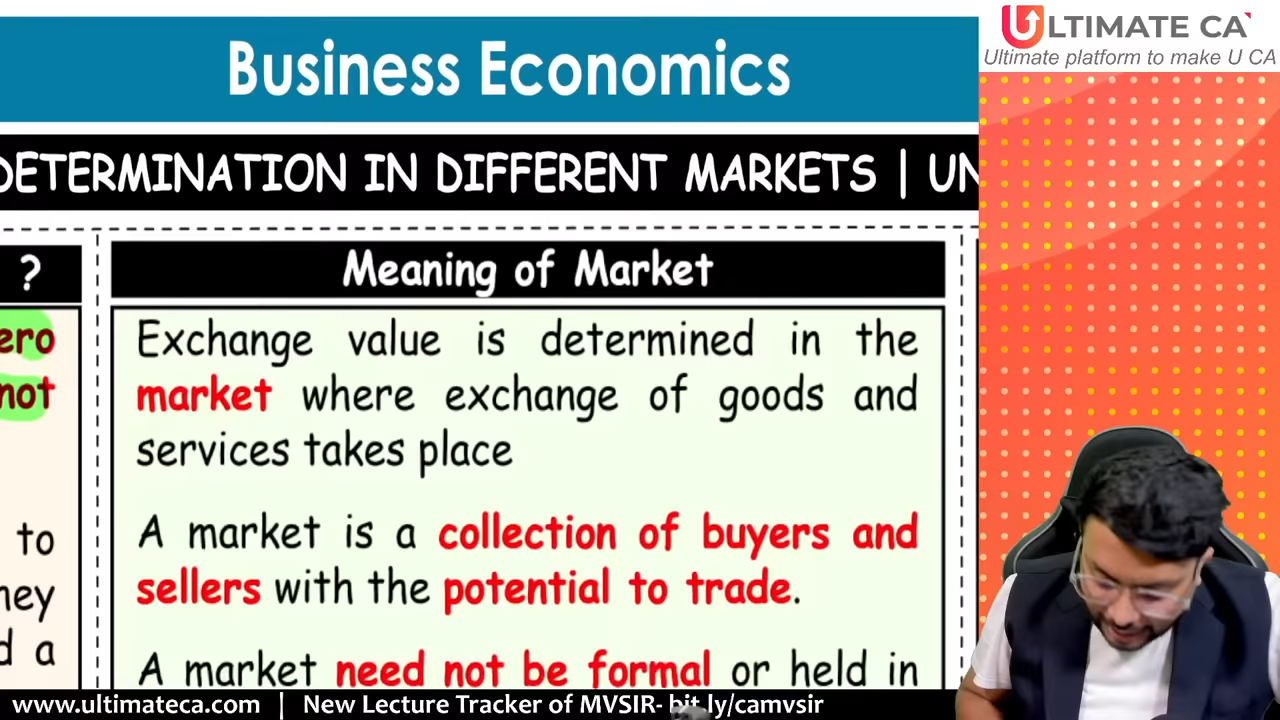 ULTIMATE CA
Ultimate platform to make U CA
Business Economics
DETERMINATION IN DIFFERENT MARKETS | UN
?
ero
not
to
hey
d a
Meaning of Market
Exchange value is determined in the
market where exchange of goods and
services takes place
A market is a collection of buyers and
sellers with the potential to trade.
A market need not be formal or held in
www.ultimateca.com | New Lecture Tracker of MVSIR- bit.ly/camvsir